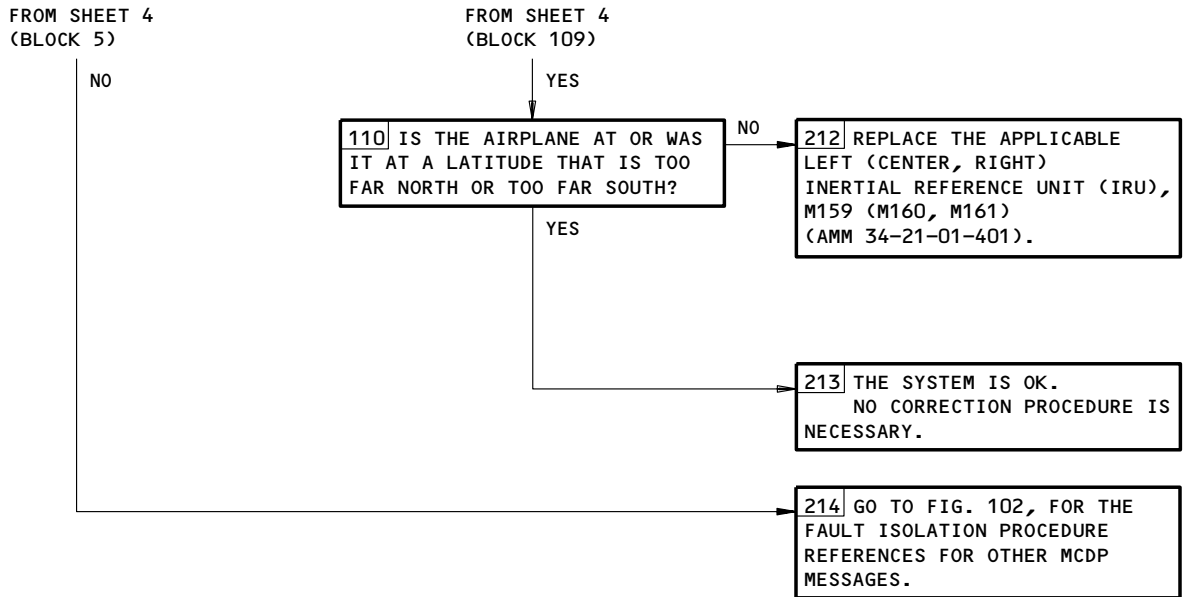 FROM SHEET 4
(BLOCK 5)
NO
FROM SHEET 4
(BLOCK 109)
YES
110 IS THE AIRPLANE AT OR WAS
IT AT A LATITUDE THAT IS TOO
FAR NORTH OR TOO FAR SOUTH?
NO
212 REPLACE THE APPLICABLE
LEFT (CENTER, RIGHT)
INERTIAL REFERENCE UNIT (IRU),
M159 (M160, M161)
(AMM 34-21-01-401).
YES
213 THE SYSTEM IS OK.
NO CORRECTION PROCEDURE IS
NECESSARY.
214 GO TO FIG. 102, FOR THE
FAULT ISOLATION PROCEDURE
REFERENCES FOR OTHER MCDP
MESSAGES.